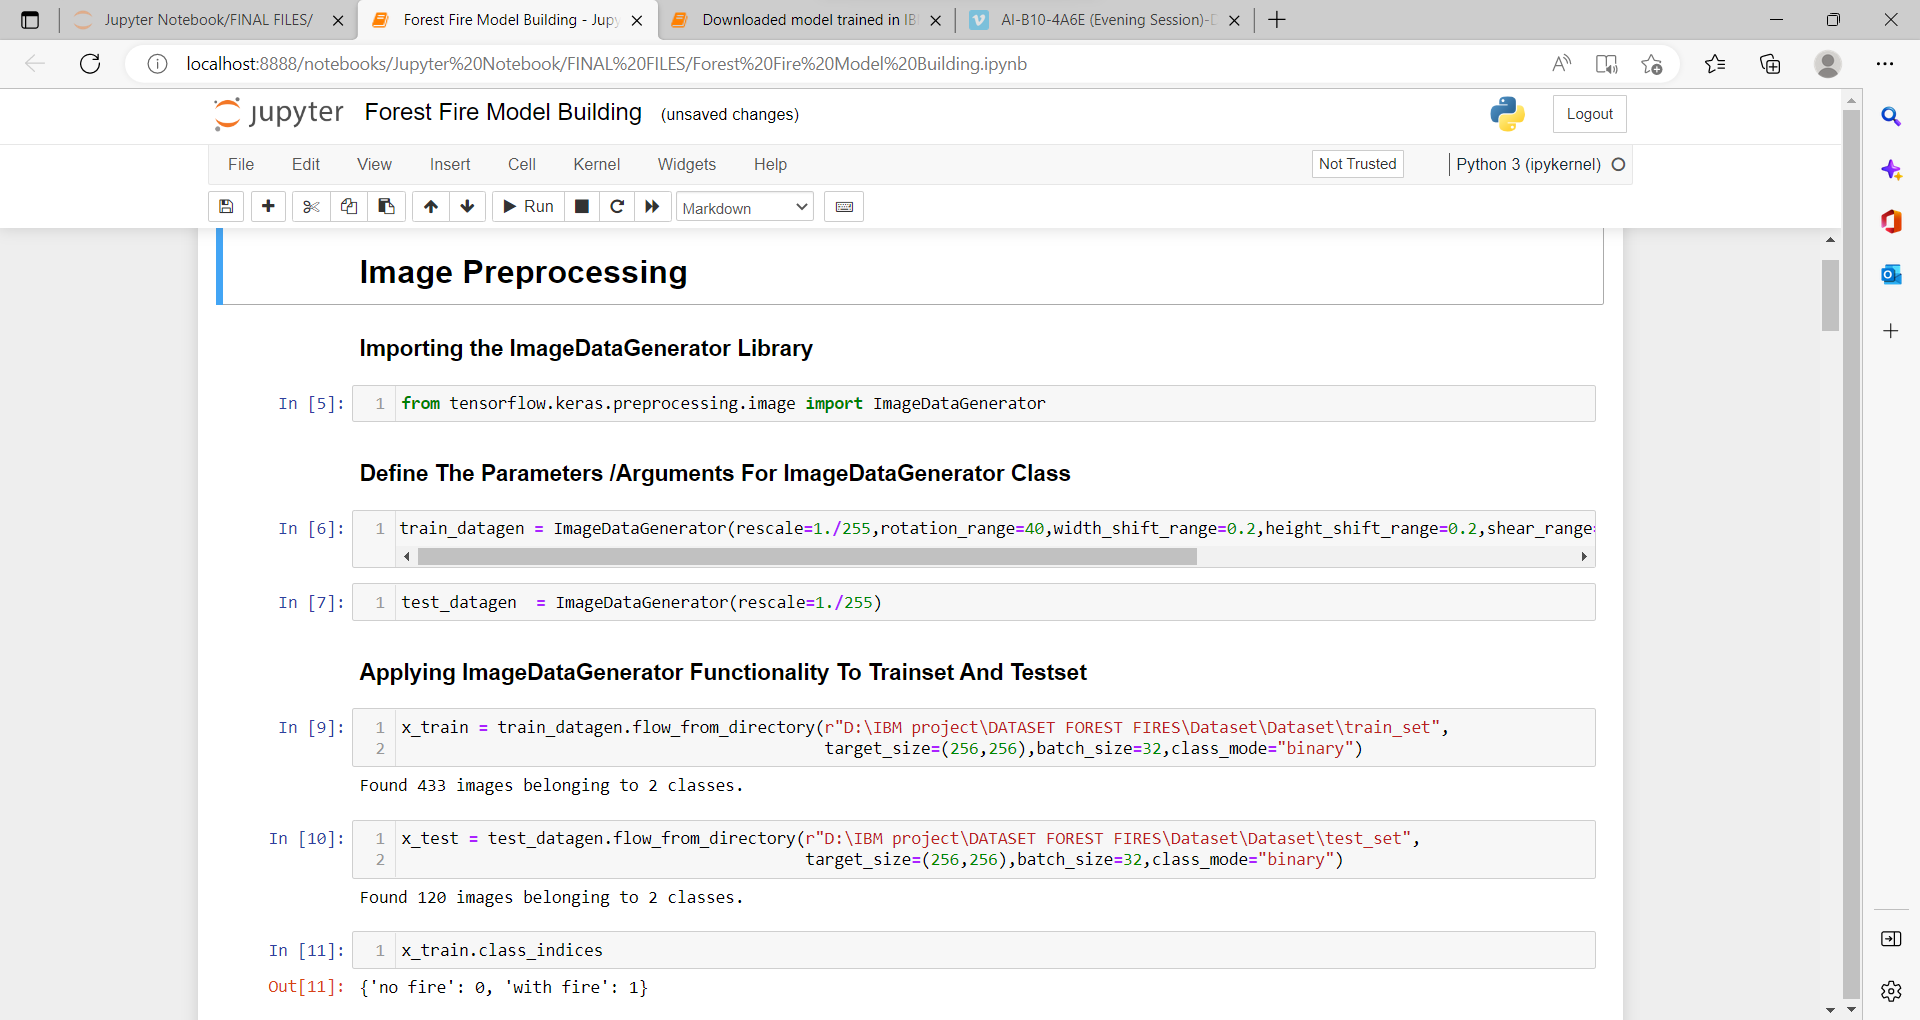 Jupyter Notebook/FINAL FILES/
Forest Fire Model Building - Jup
Downloaded model trained in IB
AI-B10-4A6E (Evening Session)-
localhost:8888/notebooks/Jupyter%20Notebook/FINAL%20FILES/Forest%20Fire%20Model%20Building.ipynb
jupyter Forest Fire Model Building (unsaved changes)
Logout
File Edit View Insert Cell Kernel Widgets Help
Not Trusted
Python 3 (ipykernel)
Run
Markdown
Image Preprocessing
Importing the ImageDataGenerator Library
In [5]: 1 from tensorflow.keras.preprocessing.image import ImageDataGenerator
Define The Parameters /Arguments For ImageDataGenerator Class
In [6]: 1 train_datagen = ImageDataGenerator(rescale=1./255,rotation_range=40,width_shift_range=0.2,height_shift_range=0.2,shear_range=
In [7]: 1 test_datagen  = ImageDataGenerator(rescale=1./255)
Applying ImageDataGenerator Functionality To Trainset And Testset
In [9]: 1 x_train = train_datagen.flow_from_directory(r"D:\IBM project\DATASET FOREST FIRES\Dataset\Dataset\train_set",
2 target_size=(256,256),batch_size=32,class_mode="binary")
Found 433 images belonging to 2 classes.
In [10]: 1 x_test = test_datagen.flow_from_directory(r"D:\IBM project\DATASET FOREST FIRES\Dataset\Dataset\test_set",
2 target_size=(256,256),batch_size=32,class_mode="binary")
Found 120 images belonging to 2 classes.
In [11]: 1 x_train.class_indices
Out[11]: {'no fire': 0, 'with fire': 1}